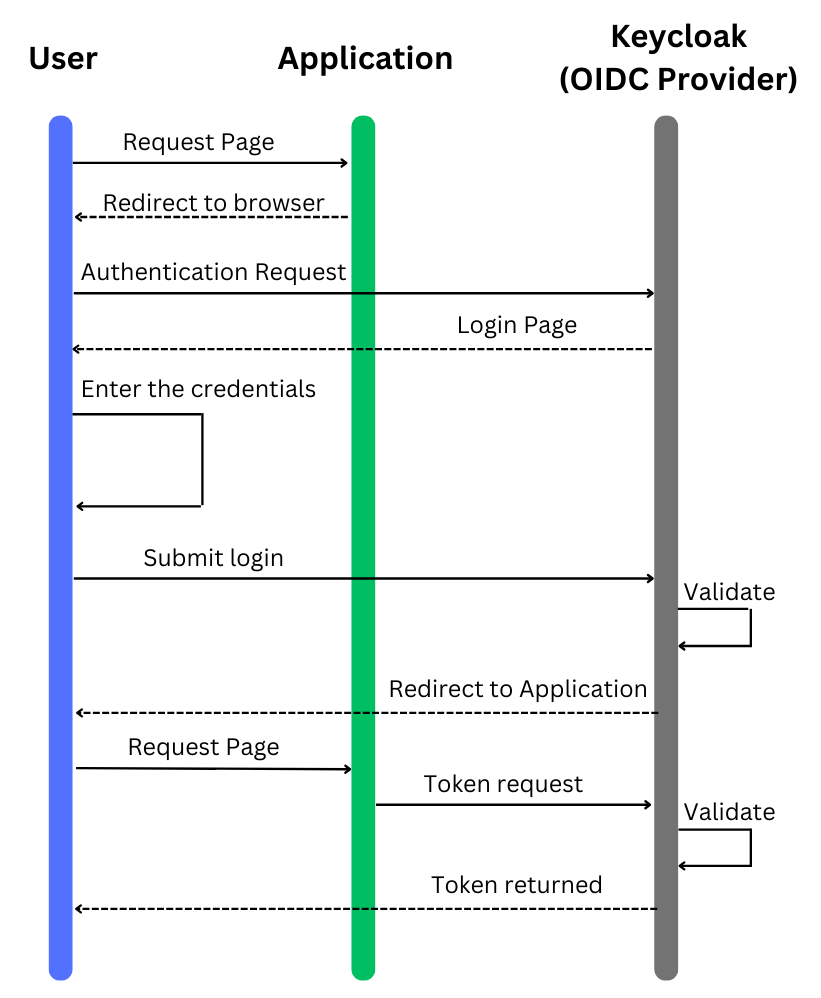 User
Application
Keycloak
(OIDC Provider)
Request Page
Redirect to browser
Authentication Request
Login Page
Enter the credentials
Submit login
Validate
Redirect to Application
Request Page
Token request
Validate
Token returned